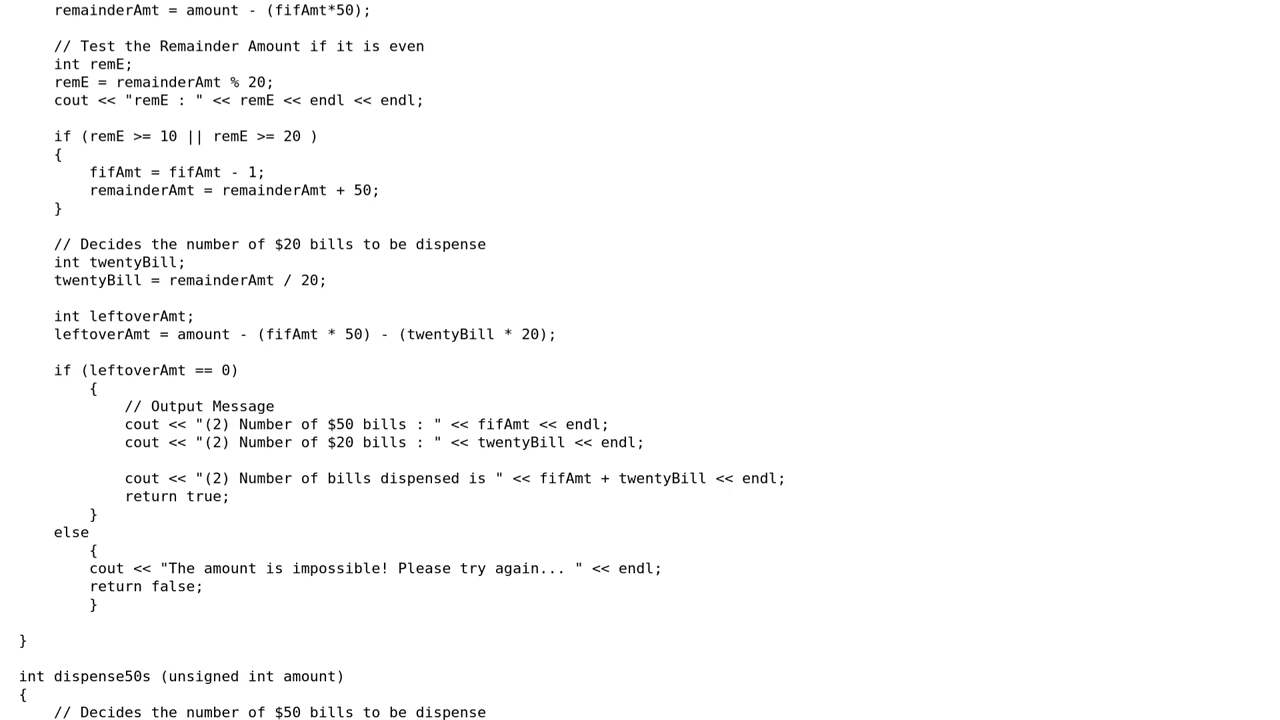 remainderAmt = amount - (fifAmt*50);
// Test the Remainder Amount if it is even
int remE;
remE = remainderAmt % 20;
cout << "remE : " << remE << endl << endl;
if (remE >= 10 || remE >= 20 )
{
fifAmt = fifAmt - 1;
remainderAmt = remainderAmt + 50;
}
// Decides the number of $20 bills to be dispense
int twentyBill;
twentyBill = remainderAmt / 20;
int leftoverAmt;
leftoverAmt = amount - (fifAmt * 50) - (twentyBill * 20);
if (leftoverAmt == 0)
{
// Output Message
cout << "(2) Number of $50 bills : " << fifAmt << endl;
cout << "(2) Number of $20 bills : " << twentyBill << endl;
cout << "(2) Number of bills dispensed is " << fifAmt + twentyBill << endl;
return true;
}
else
{
cout << "The amount is impossible! Please try again... " << endl;
return false;
}
}
int dispense50s (unsigned int amount)
{
// Decides the number of $50 bills to be dispense